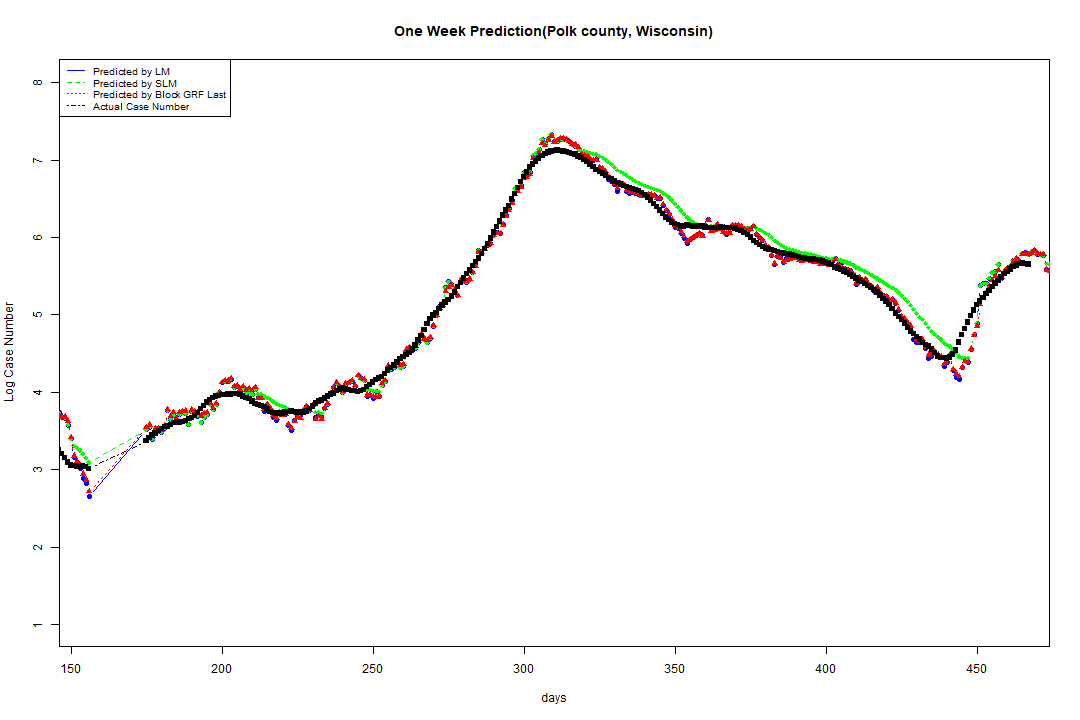 One Week Prediction(Polk county, Wisconsin)
Predicted by LM
Predicted by SLM
Predicted by Block GRF Last
Actual Case Number
Log Case Number
8
7
6
5
4
3
2
1
150 200 250 300 350 400 450
days